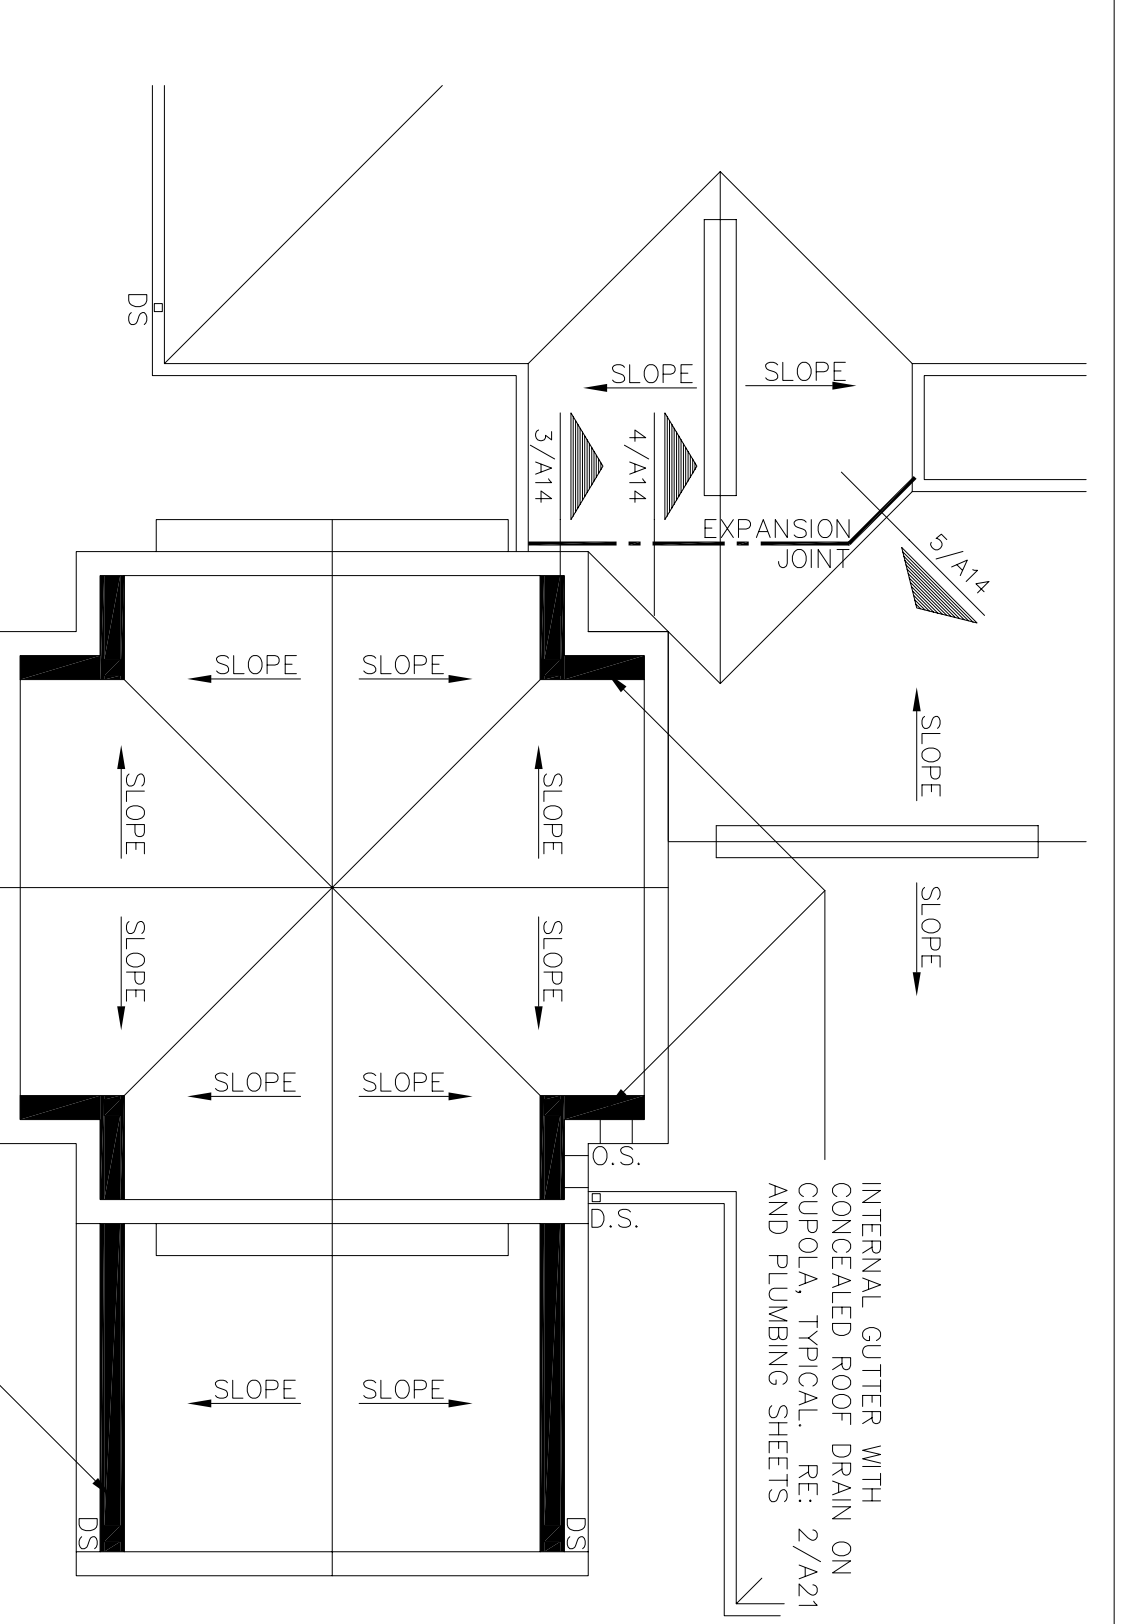 DS
SLOPE
SLOPE
3/A14
4/A14
EXPANSION
JOINT
5/A14
SLOPE
SLOPE
SLOPE
SLOPE
SLOPE
SLOPE
SLOPE
SLOPE
SLOPE
SLOPE
O.S.
D.S.
INTERNAL GUTTER WITH
CONCEALED ROOF DRAIN ON
CUPOLA, TYPICAL. RE: 2/A21
AND PLUMBING SHEETS
SLOPE
SLOPE
DS
DS